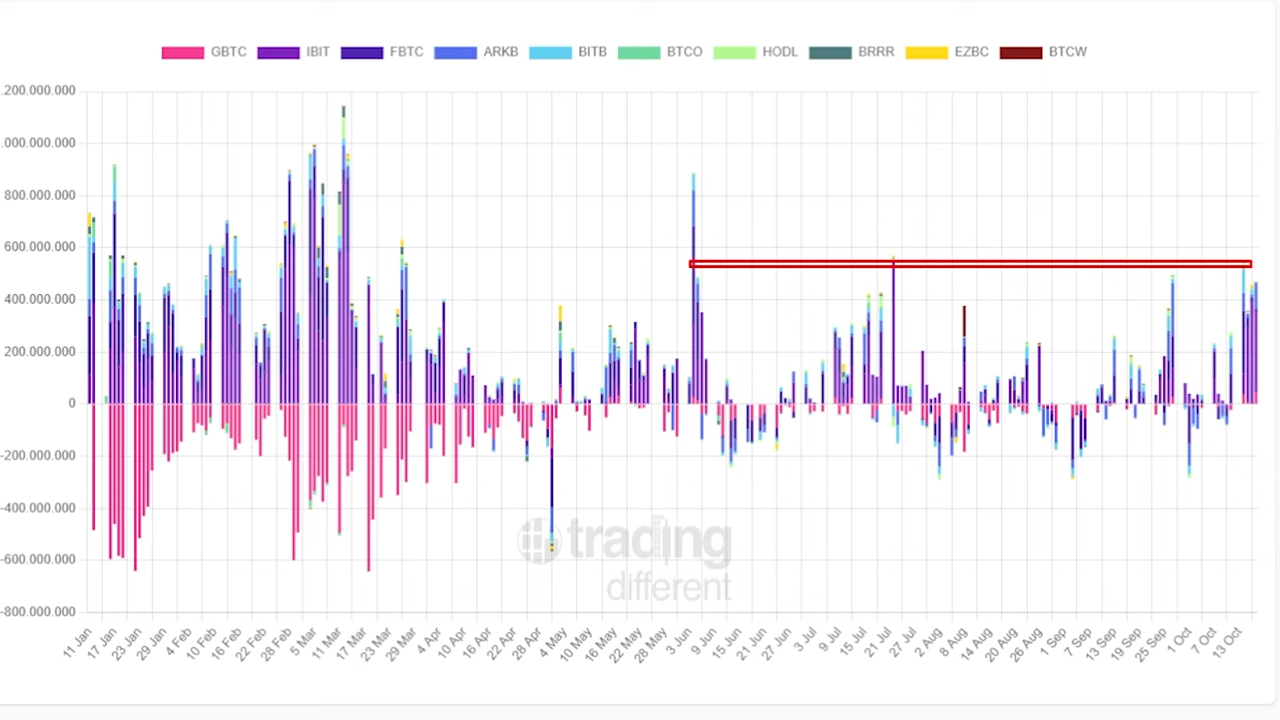 GBTC IBIT FBTC ARKB BITB BTCO HODL BRRR EZBC BTCW
.200.000.000
.000.000.000
800.000.000
600.000.000
400.000.000
200.000.000
0
-200.000.000
-400.000.000
-600.000.000
-800.000.000
trading
different
11 Jan 17 Jan 23 Jan 29 Jan 4 Feb 10 Feb 16 Feb 22 Feb 28 Feb 5 Mar 11 Mar 17 Mar 23 Mar 29 Mar 4 Apr 10 Apr 16 Apr 22 Apr 28 Apr 4 May 10 May 16 May 22 May 28 May 3 Jun 9 Jun 15 Jun 21 Jun 27 Jun 3 Jul 9 Jul 15 Jul 21 Jul 27 Jul 2 Aug 8 Aug 14 Aug 20 Aug 26 Aug 1 Sep 7 Sep 13 Sep 19 Sep 25 Sep 1 Oct 7 Oct 13 Oct